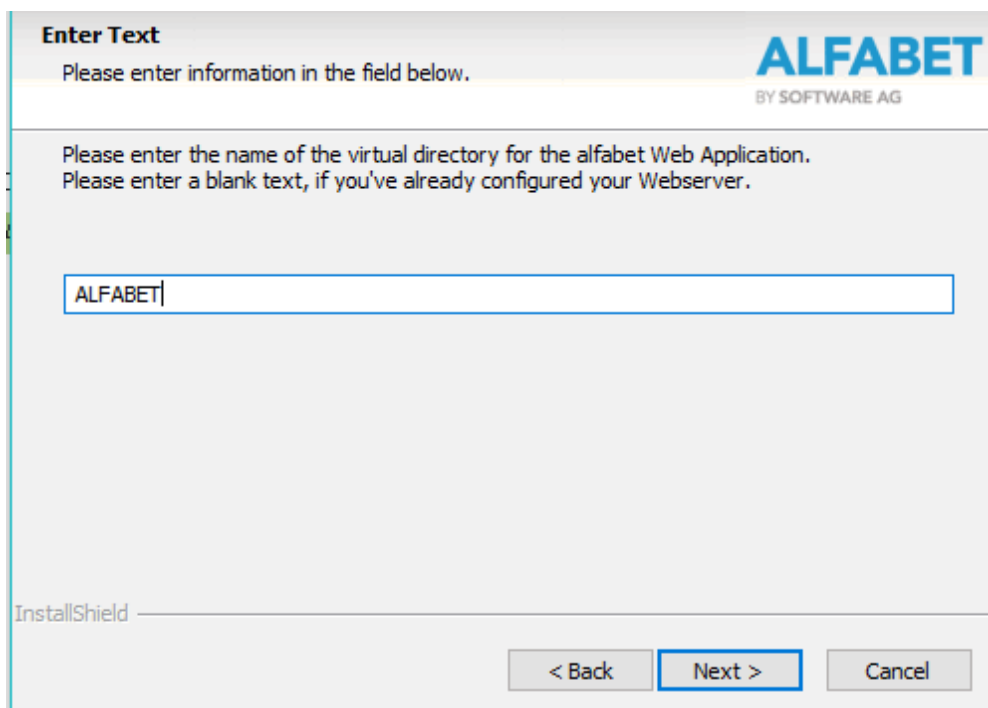 Enter Text
Please enter information in the field below.
ALFABET
BY SOFTWARE AG
Please enter the name of the virtual directory for the alfabet Web Application.
Please enter a blank text, if you've already configured your Webserver.
ALFABET
InstallShield
< Back
Next >
Cancel